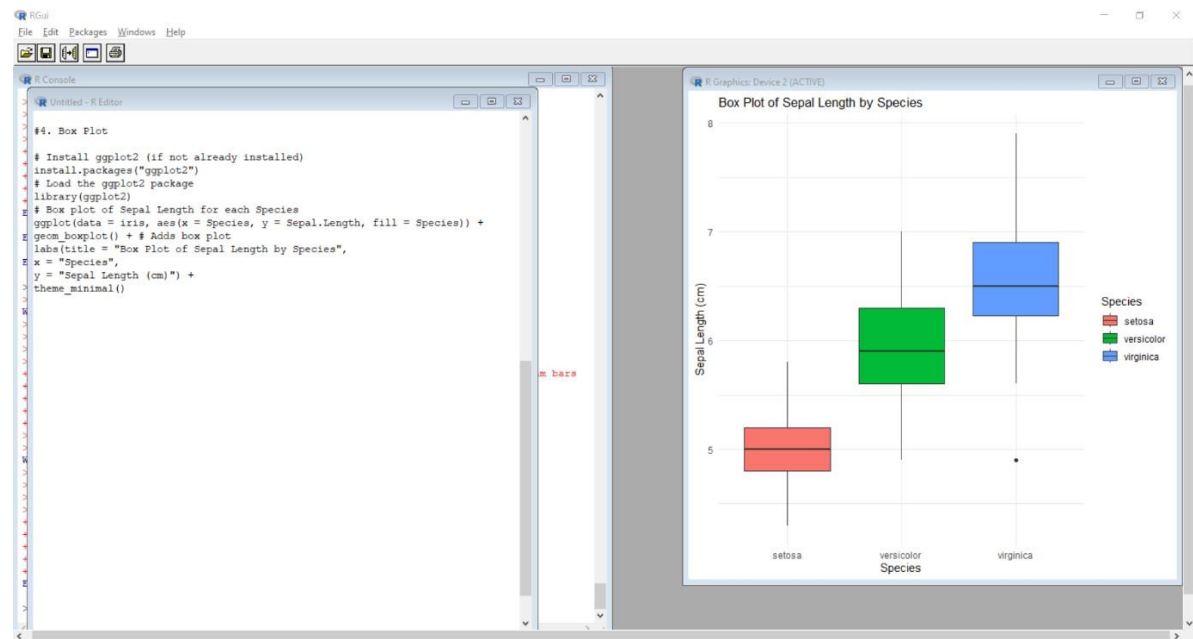 RGui
File Edit Packages Windows Help
R Console
Untitled - R Editor
#4. Box Plot
# Install ggplot2 (if not already installed)
install.packages("ggplot2")
# Load the ggplot2 package
library(ggplot2)
# Box plot of Sepal Length for each Species
ggplot(data = iris, aes(x = Species, y = Sepal.Length, fill = Species)) +
geom_boxplot() + # Adds box plot
labs(title = "Box Plot of Sepal Length by Species",
x = "Species",
y = "Sepal Length (cm)") +
theme_minimal()
m bars
R Graphics: Device 2 (ACTIVE)
Box Plot of Sepal Length by Species
8
7
6
5
Sepal Length (cm)
setosa versicolor virginica
Species
Species
setosa
versicolor
virginica